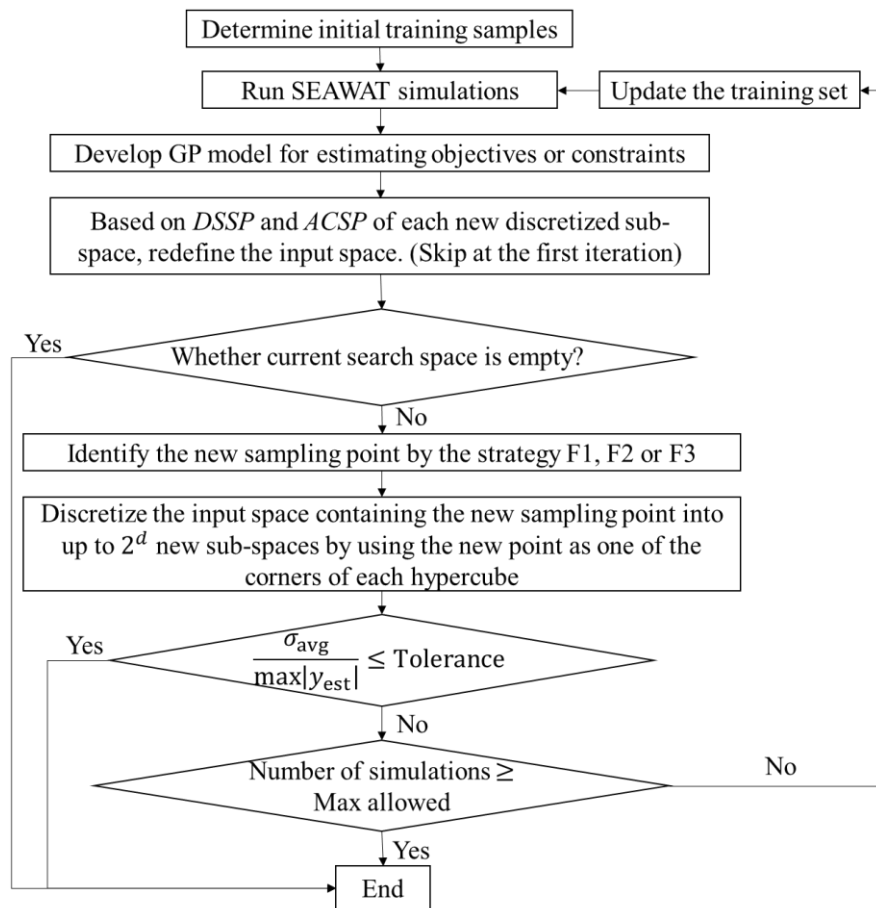 Determine initial training samples
Run SEAWAT simulations
Update the training set
Develop GP model for estimating objectives or constraints
Based on DSSP and ACSP of each new discretized sub-
space, redefine the input space. (Skip at the first iteration)
Yes
Whether current search space is empty?
No
Identify the new sampling point by the strategy F1, F2 or F3
Discretize the input space containing the new sampling point into
up to 2^d new sub-spaces by using the new point as one of the
corners of each hypercube
Yes
σ_avg / max|y_est| ≤ Tolerance
No
Number of simulations ≥
Max allowed
No
Yes
End